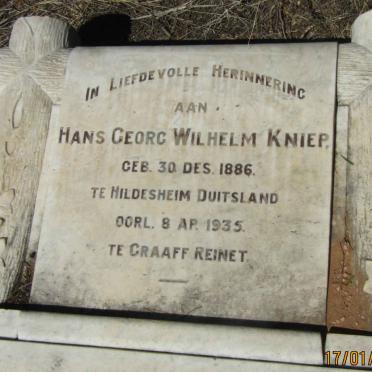 IN LIEFDEVOLLE HERINNERING
AAN
HANS GEORG WILHELM KNIEP,
GEB. 30 DES. 1886.
TE HILDESHEIM DUITSLAND
OORL. 8 AP. 1935.
TE GRAAFF REINET.
17/01/